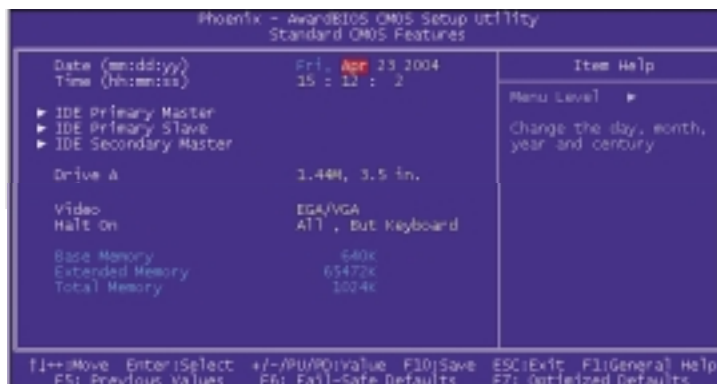 Phoenix - AwardBIOS CMOS Setup Utility
Standard CMOS Features
Date (mm:dd:yy) Fri, Apr 23 2004
Time (hh:mm:ss) 15 : 12 : 2
► IDE Primary Master
► IDE Primary Slave
► IDE Secondary Master
Drive A 1.44M, 3.5 in.
Video EGA/VGA
Halt On All , But Keyboard
Base Memory 640K
Extended Memory 65472K
Total Memory 1024K
Item Help
Menu Level ►
Change the day, month,
year and century
↑↓←→:Move Enter:Select +/-/PU/PD:Value F10:Save ESC:Exit F1:General Help
F5: Previous Values F6: Fail-Safe Defaults F7: Optimized Defaults